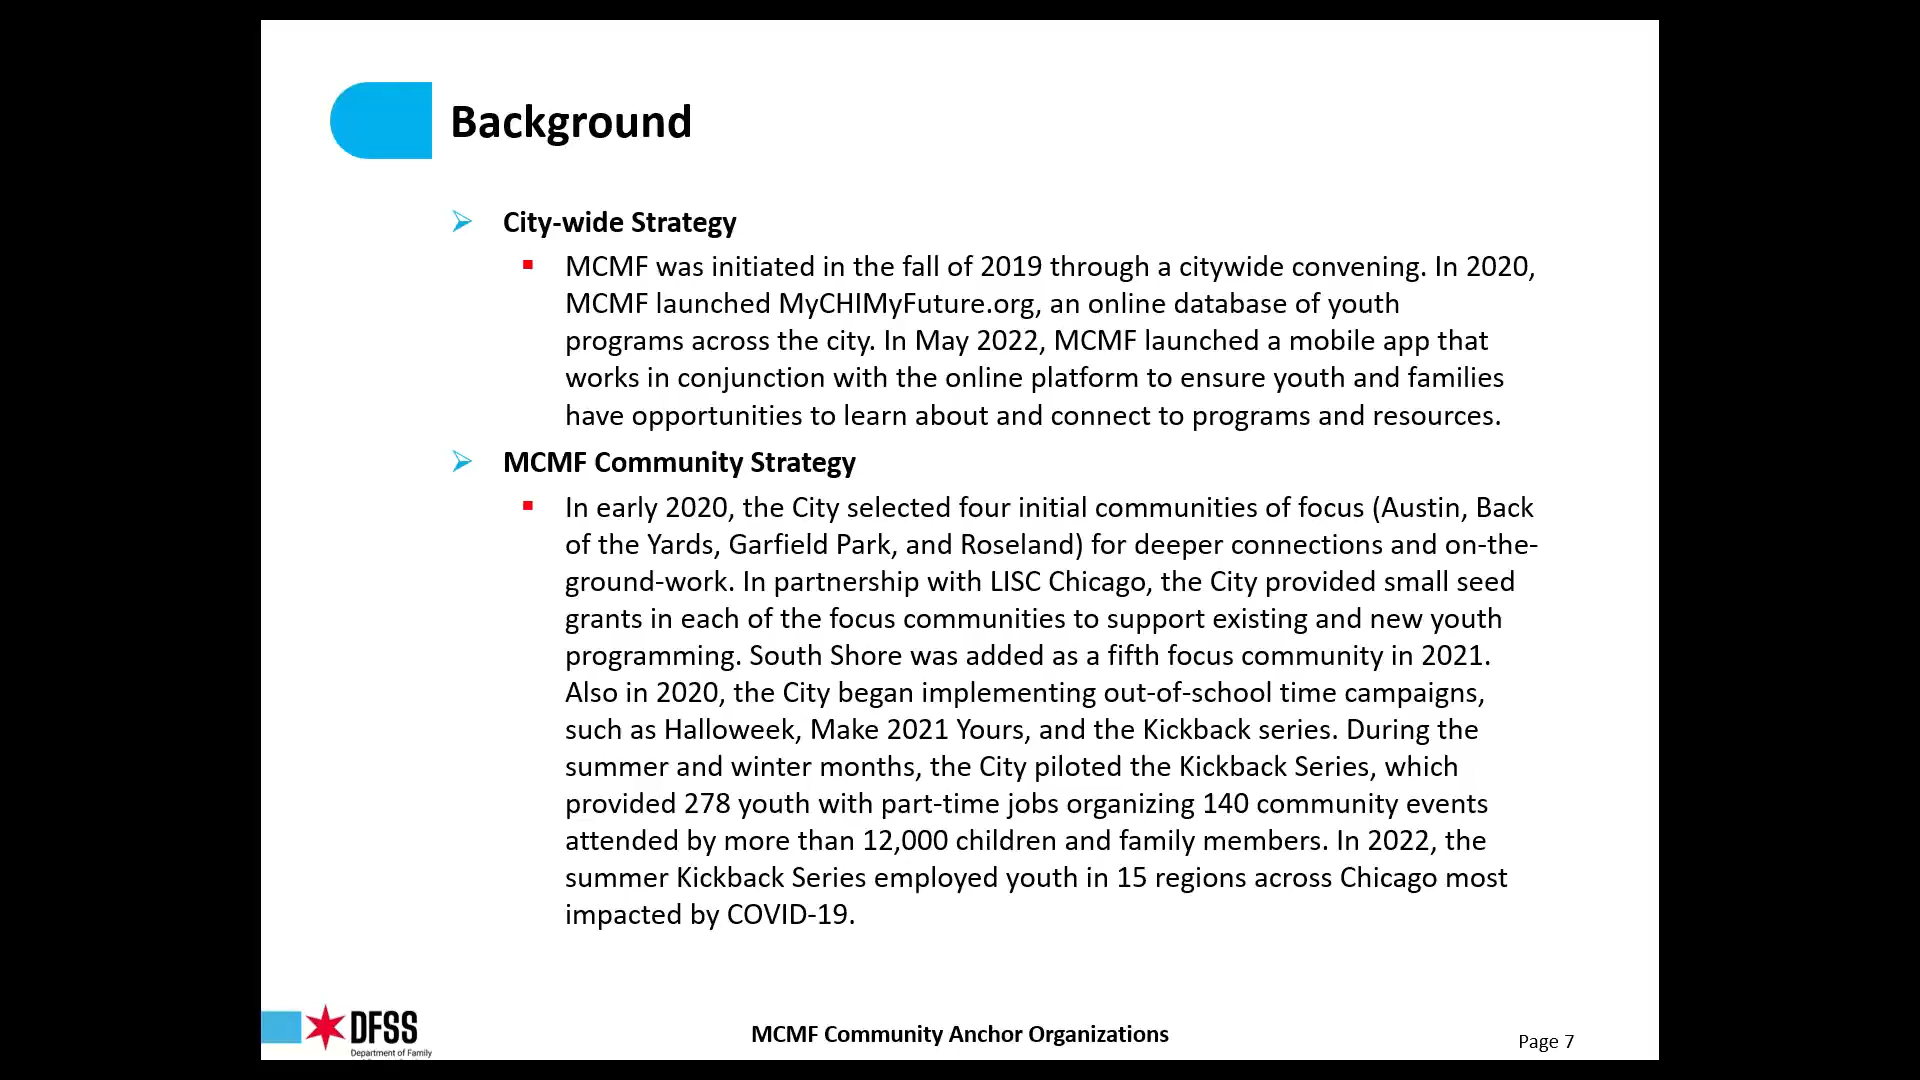 Background
City-wide Strategy
MCMF was initiated in the fall of 2019 through a citywide convening. In 2020,
MCMF launched MyCHIMyFuture.org, an online database of youth
programs across the city. In May 2022, MCMF launched a mobile app that
works in conjunction with the online platform to ensure youth and families
have opportunities to learn about and connect to programs and resources.
MCMF Community Strategy
In early 2020, the City selected four initial communities of focus (Austin, Back
of the Yards, Garfield Park, and Roseland) for deeper connections and on-the-
ground-work. In partnership with LISC Chicago, the City provided small seed
grants in each of the focus communities to support existing and new youth
programming. South Shore was added as a fifth focus community in 2021.
Also in 2020, the City began implementing out-of-school time campaigns,
such as Halloweek, Make 2021 Yours, and the Kickback series. During the
summer and winter months, the City piloted the Kickback Series, which
provided 278 youth with part-time jobs organizing 140 community events
attended by more than 12,000 children and family members. In 2022, the
summer Kickback Series employed youth in 15 regions across Chicago most
impacted by COVID-19.
DFSS
Department of Family
MCMF Community Anchor Organizations
Page 7